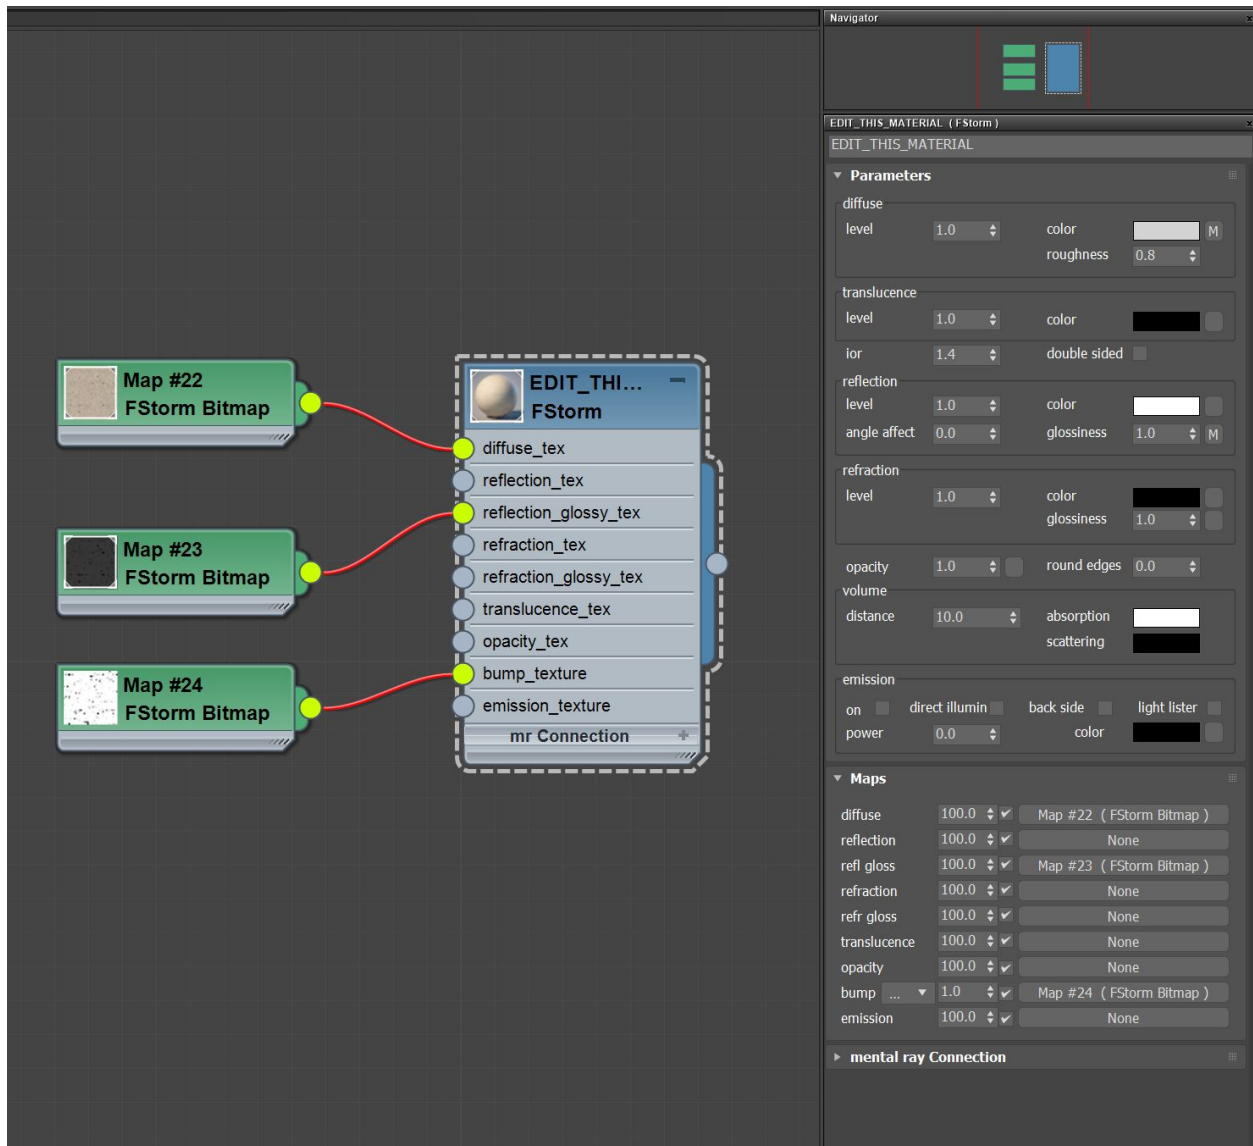 Navigator
EDIT_THIS_MATERIAL ( FStorm )
EDIT_THIS_MATERIAL
Parameters
diffuse
level 1.0 color M
roughness 0.8
translucence
level 1.0 color
ior 1.4 double sided
reflection
level 1.0 color
angle affect 0.0 glossiness 1.0 M
refraction
level 1.0 color
glossiness 1.0
opacity 1.0 round edges 0.0
volume
distance 10.0 absorption
scattering
emission
on direct illumin back side light lister
power 0.0 color
Maps
diffuse 100.0 Map #22 ( FStorm Bitmap )
reflection 100.0 None
refl gloss 100.0 Map #23 ( FStorm Bitmap )
refraction 100.0 None
refr gloss 100.0 None
translucence 100.0 None
opacity 100.0 None
bump ... 1.0 Map #24 ( FStorm Bitmap )
emission 100.0 None
mental ray Connection
Map #22
FStorm Bitmap
Map #23
FStorm Bitmap
Map #24
FStorm Bitmap
EDIT_THI...
FStorm
diffuse_tex
reflection_tex
reflection_glossy_tex
refraction_tex
refraction_glossy_tex
translucence_tex
opacity_tex
bump_texture
emission_texture
mr Connection